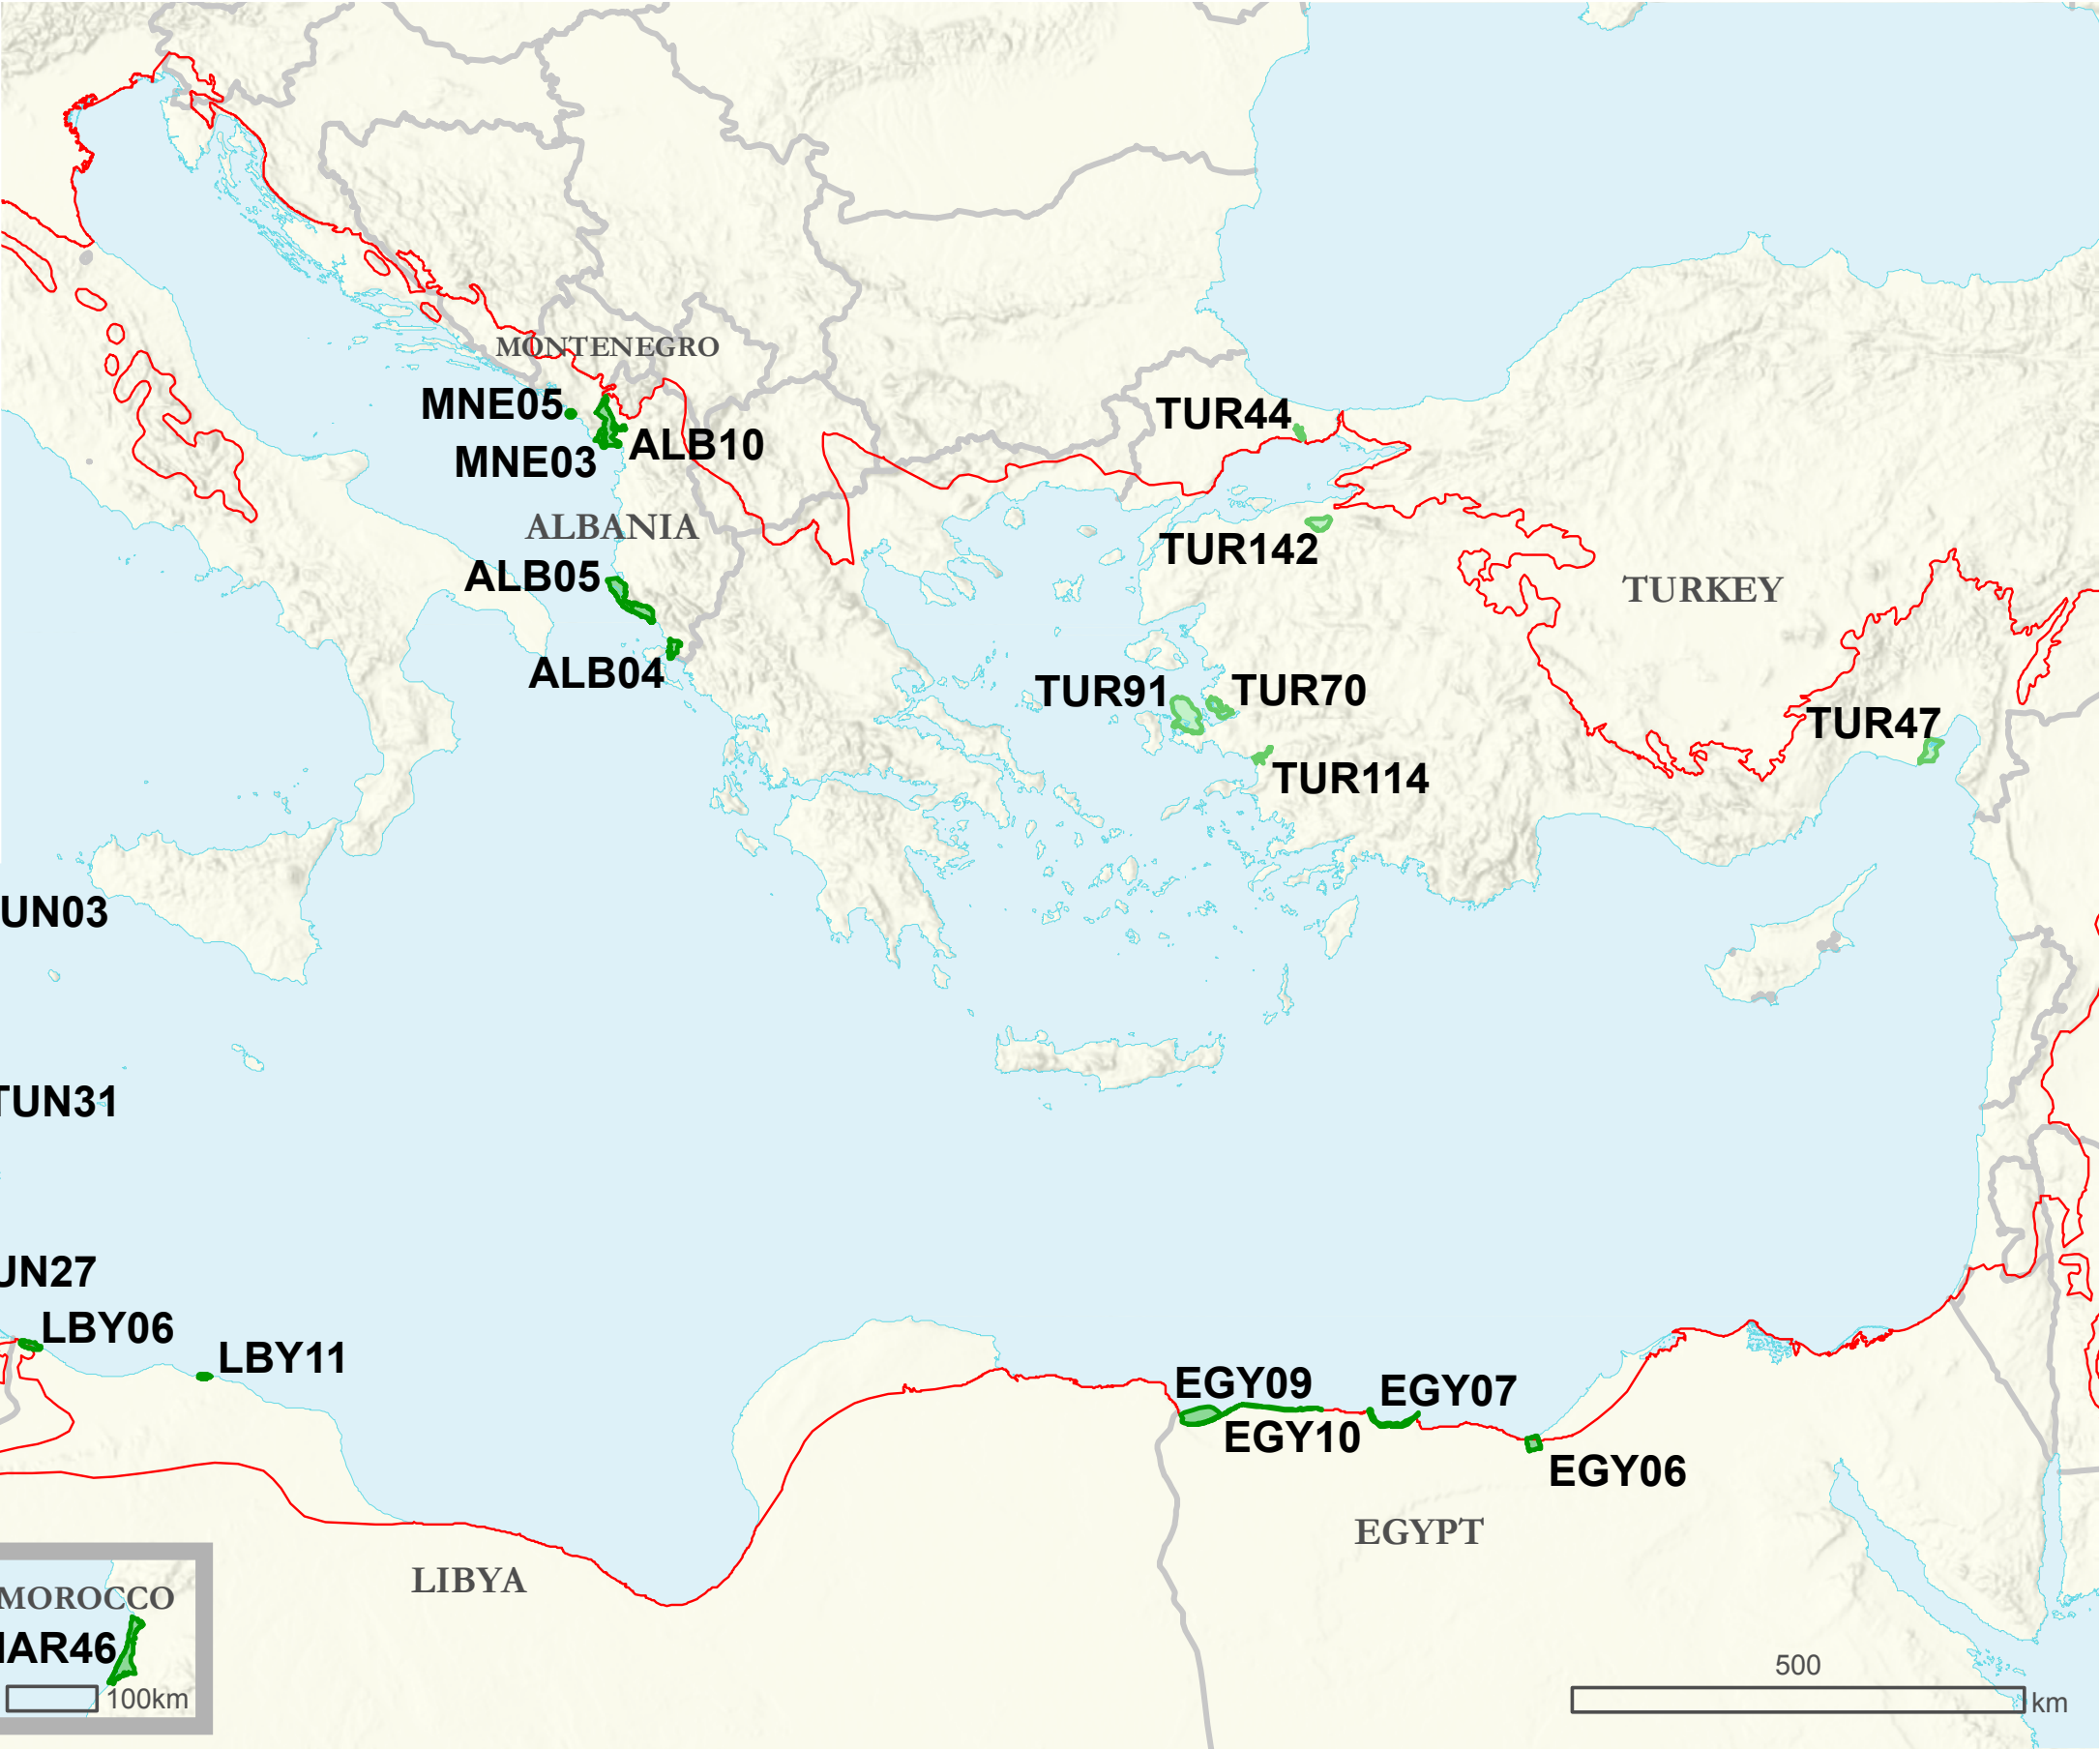 MONTENEGRO
MNE05
TUR44
ALB10
MNE03
ALBANIA
TUR142
ALB05
TURKEY
ALB04
TUR91
TUR70
TUR47
TUR114
UN03
TUN31
UN27
LBY06
LBY11
EGY09
EGY07
EGY10
EGY06
EGYPT
LIBYA
MOROCCO
AR46
100km
500
km